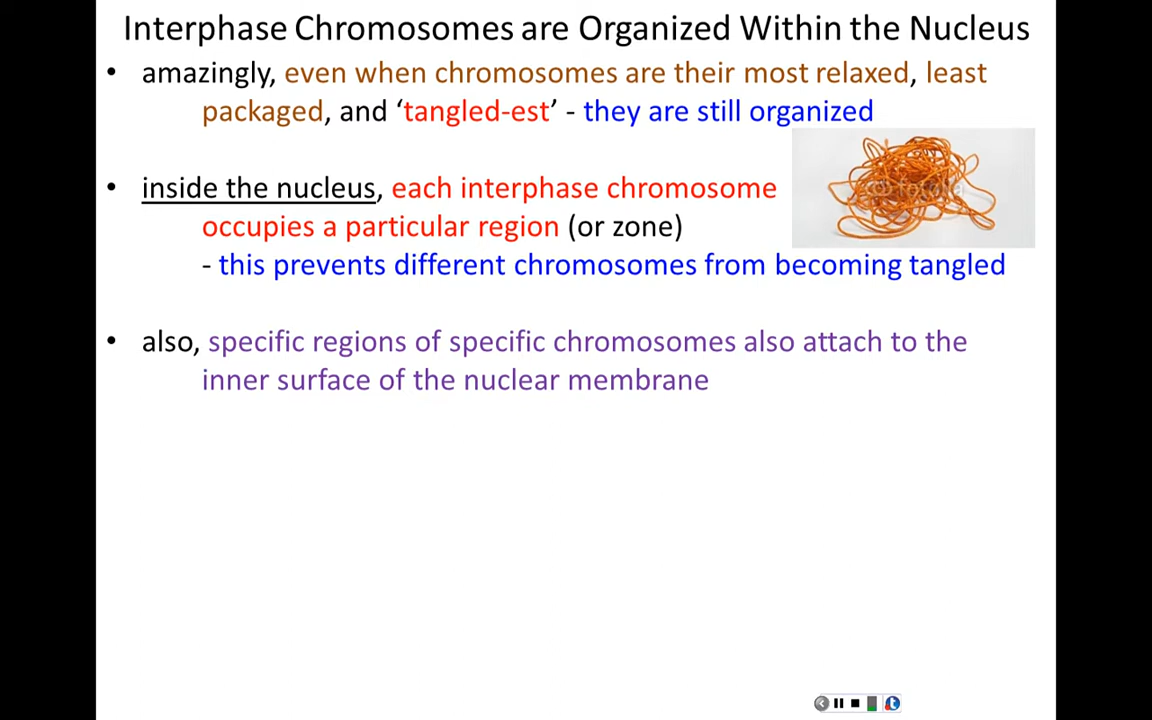 Interphase Chromosomes are Organized Within the Nucleus
• amazingly, even when chromosomes are their most relaxed, least
packaged, and ‘tangled-est’ - they are still organized
• inside the nucleus, each interphase chromosome
occupies a particular region (or zone)
- this prevents different chromosomes from becoming tangled
• also, specific regions of specific chromosomes also attach to the
inner surface of the nuclear membrane